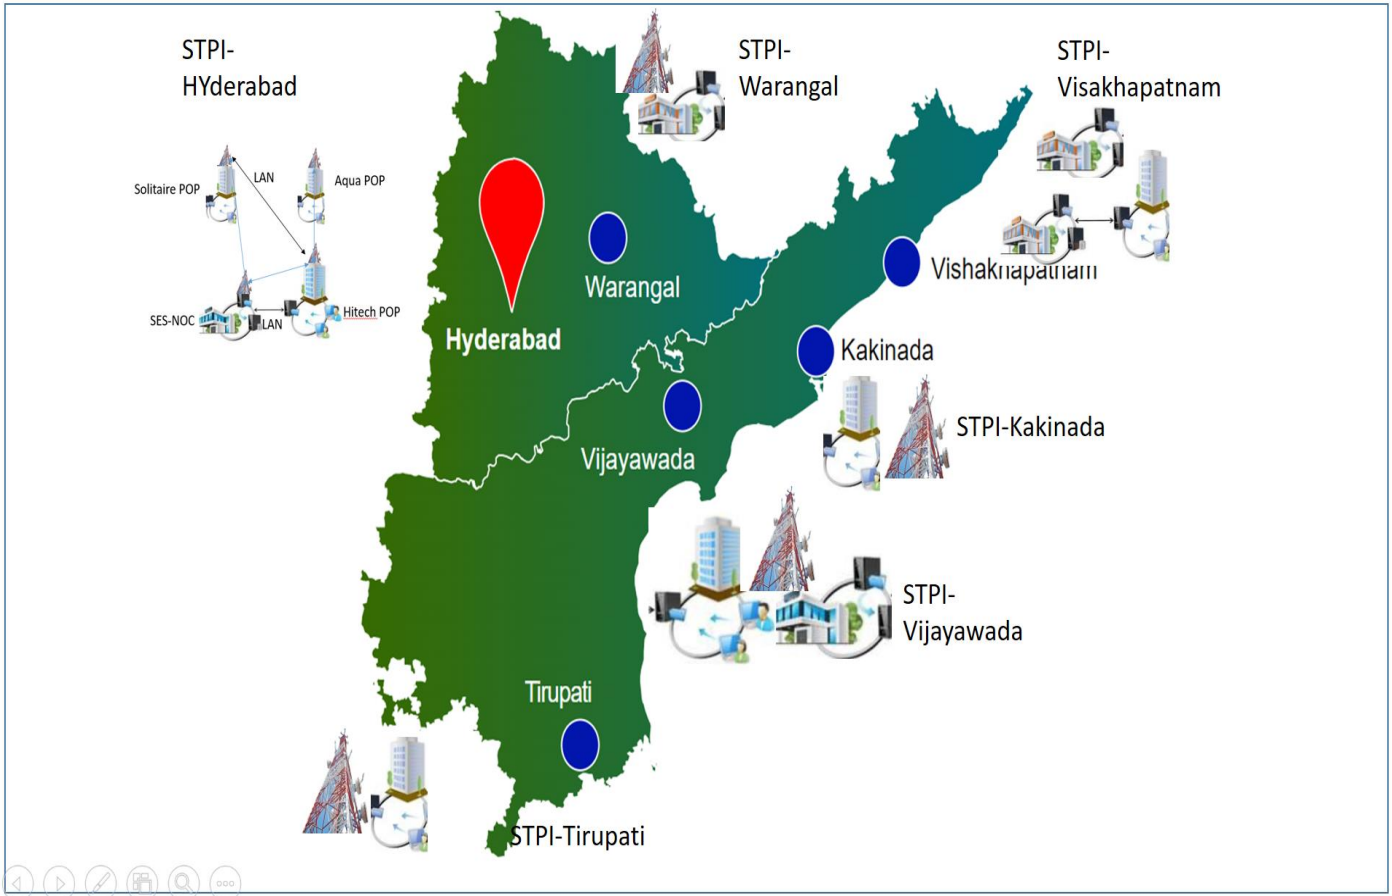 STPI-
HYderabad
STPI-
Warangal
STPI-
Visakhapatnam
Solitaire POP
LAN
Aqua POP
SES-NOC
LAN
Hitech POP
Warangal
Hyderabad
Vishakhapatnam
Kakinada
Vijayawada
STPI-Kakinada
STPI-
Vijayawada
Tirupati
STPI-Tirupati